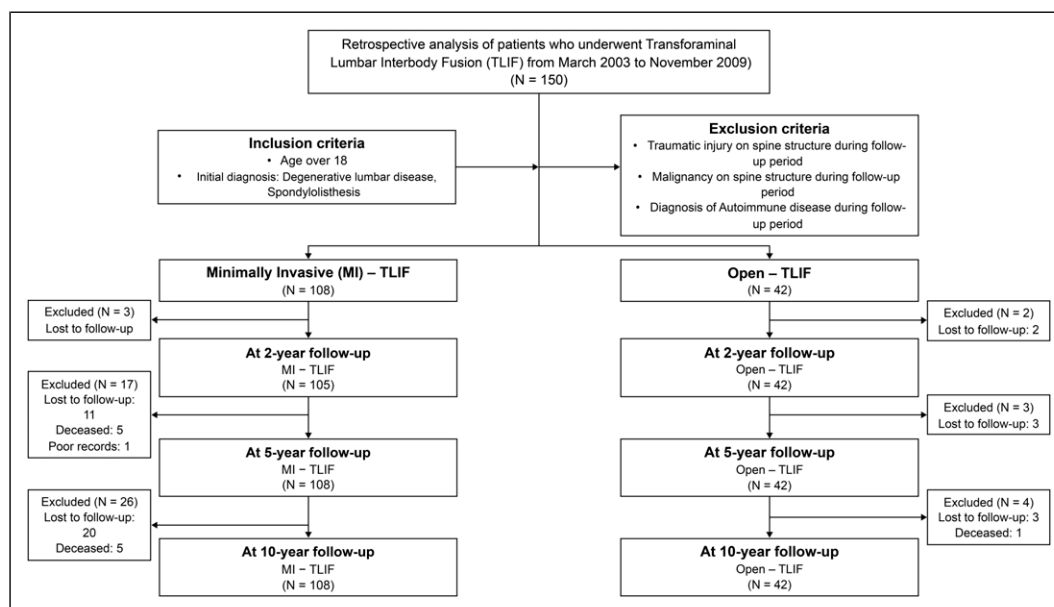 Retrospective analysis of patients who underwent Transforaminal
Lumbar Interbody Fusion (TLIF) from March 2003 to November 2009)
(N = 150)
Inclusion criteria
• Age over 18
• Initial diagnosis: Degenerative lumbar disease,
Spondylolisthesis
Exclusion criteria
• Traumatic injury on spine structure during follow-
up period
• Malignancy on spine structure during follow-up
period
• Diagnosis of Autoimmune disease during follow-
up period
Minimally Invasive (MI) – TLIF
(N = 108)
Open – TLIF
(N = 42)
Excluded (N = 3)
Lost to follow-up
Excluded (N = 2)
Lost to follow-up: 2
At 2-year follow-up
MI – TLIF
(N = 105)
At 2-year follow-up
Open – TLIF
(N = 42)
Excluded (N = 17)
Lost to follow-up:
11
Deceased: 5
Poor records: 1
Excluded (N = 3)
Lost to follow-up: 3
At 5-year follow-up
MI – TLIF
(N = 108)
At 5-year follow-up
Open – TLIF
(N = 42)
Excluded (N = 26)
Lost to follow-up:
20
Deceased: 5
Excluded (N = 4)
Lost to follow-up: 3
Deceased: 1
At 10-year follow-up
MI – TLIF
(N = 108)
At 10-year follow-up
Open – TLIF
(N = 42)